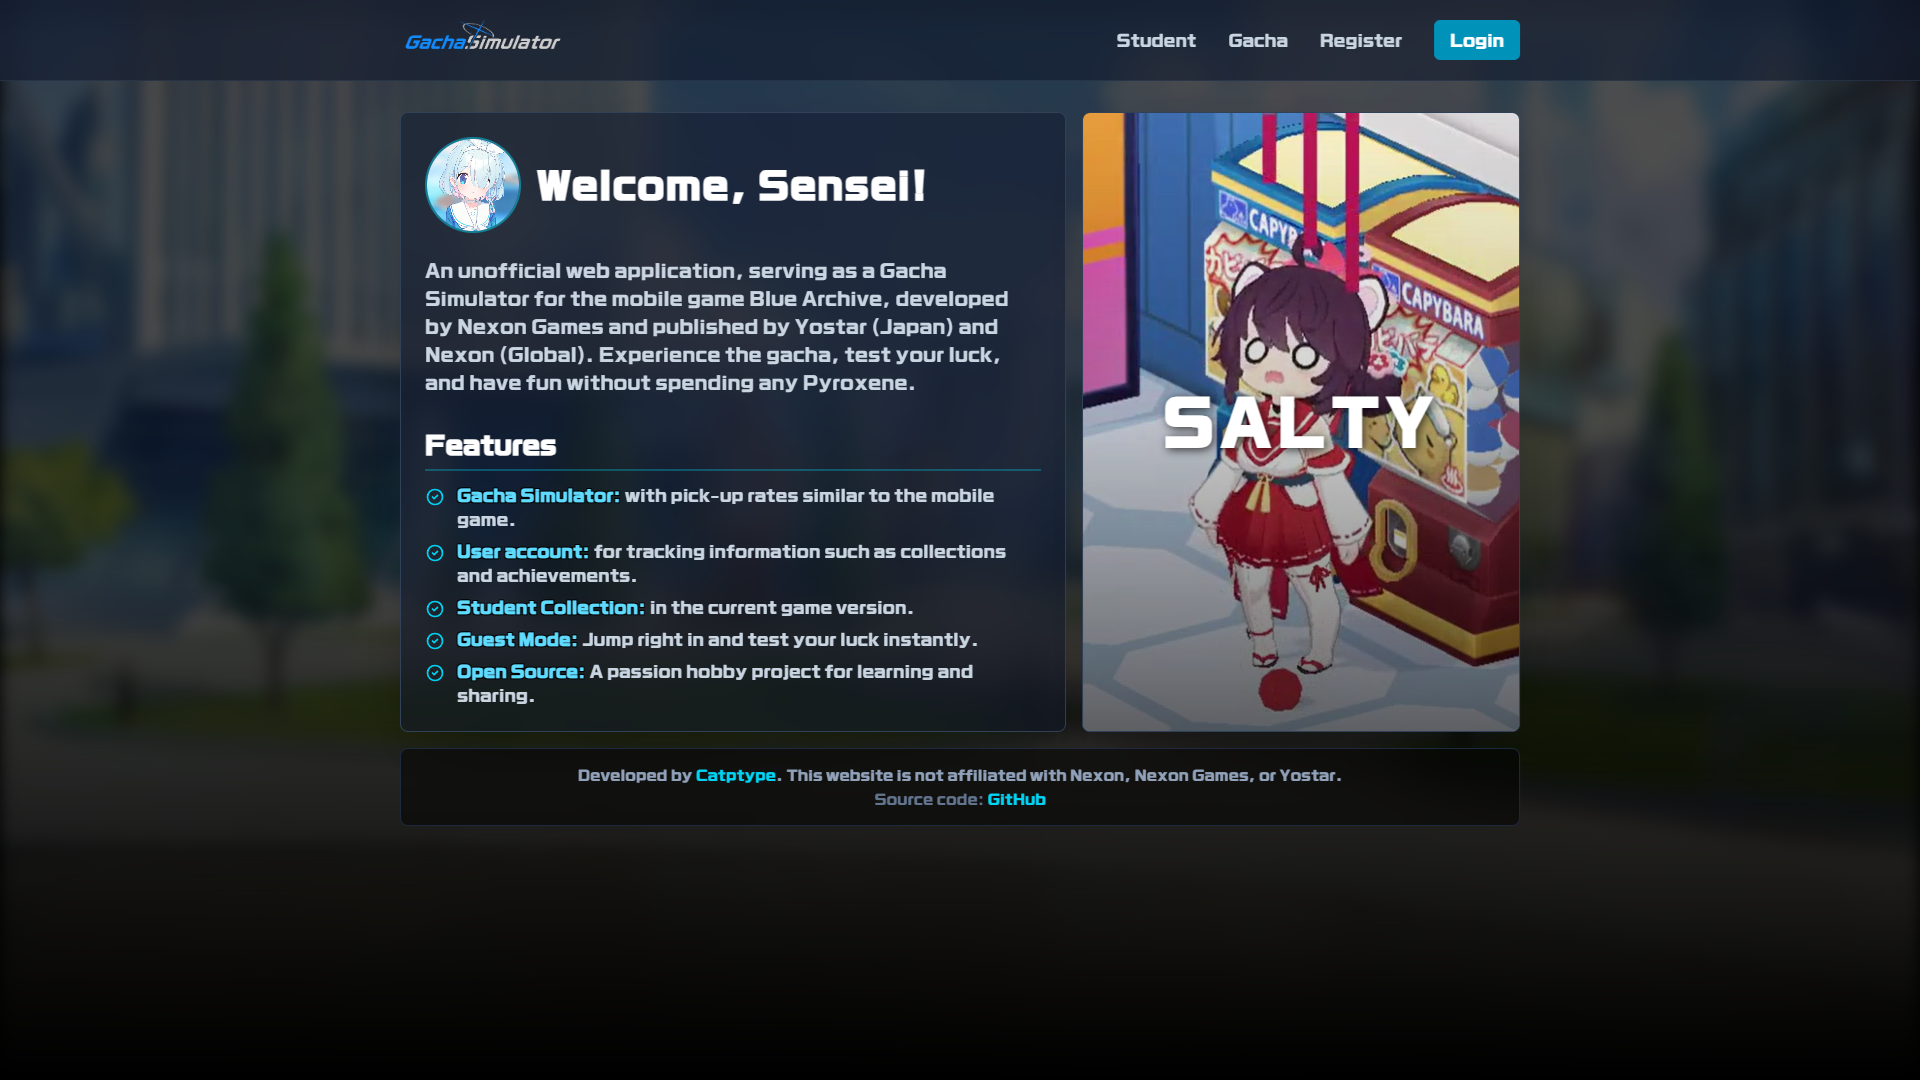 GachaSimulator
Student
Gacha
Register
Login
Welcome, Sensei!
An unofficial web application, serving as a Gacha
Simulator for the mobile game Blue Archive, developed
by Nexon Games and published by Yostar (Japan) and
Nexon (Global). Experience the gacha, test your luck,
and have fun without spending any Pyroxene.
Features
Gacha Simulator: with pick-up rates similar to the mobile
game.
User account: for tracking information such as collections
and achievements.
Student Collection: in the current game version.
Guest Mode: Jump right in and test your luck instantly.
Open Source: A passion hobby project for learning and
sharing.
CAPYBARA
SALTY
Developed by Catptype. This website is not affiliated with Nexon, Nexon Games, or Yostar.
Source code: GitHub